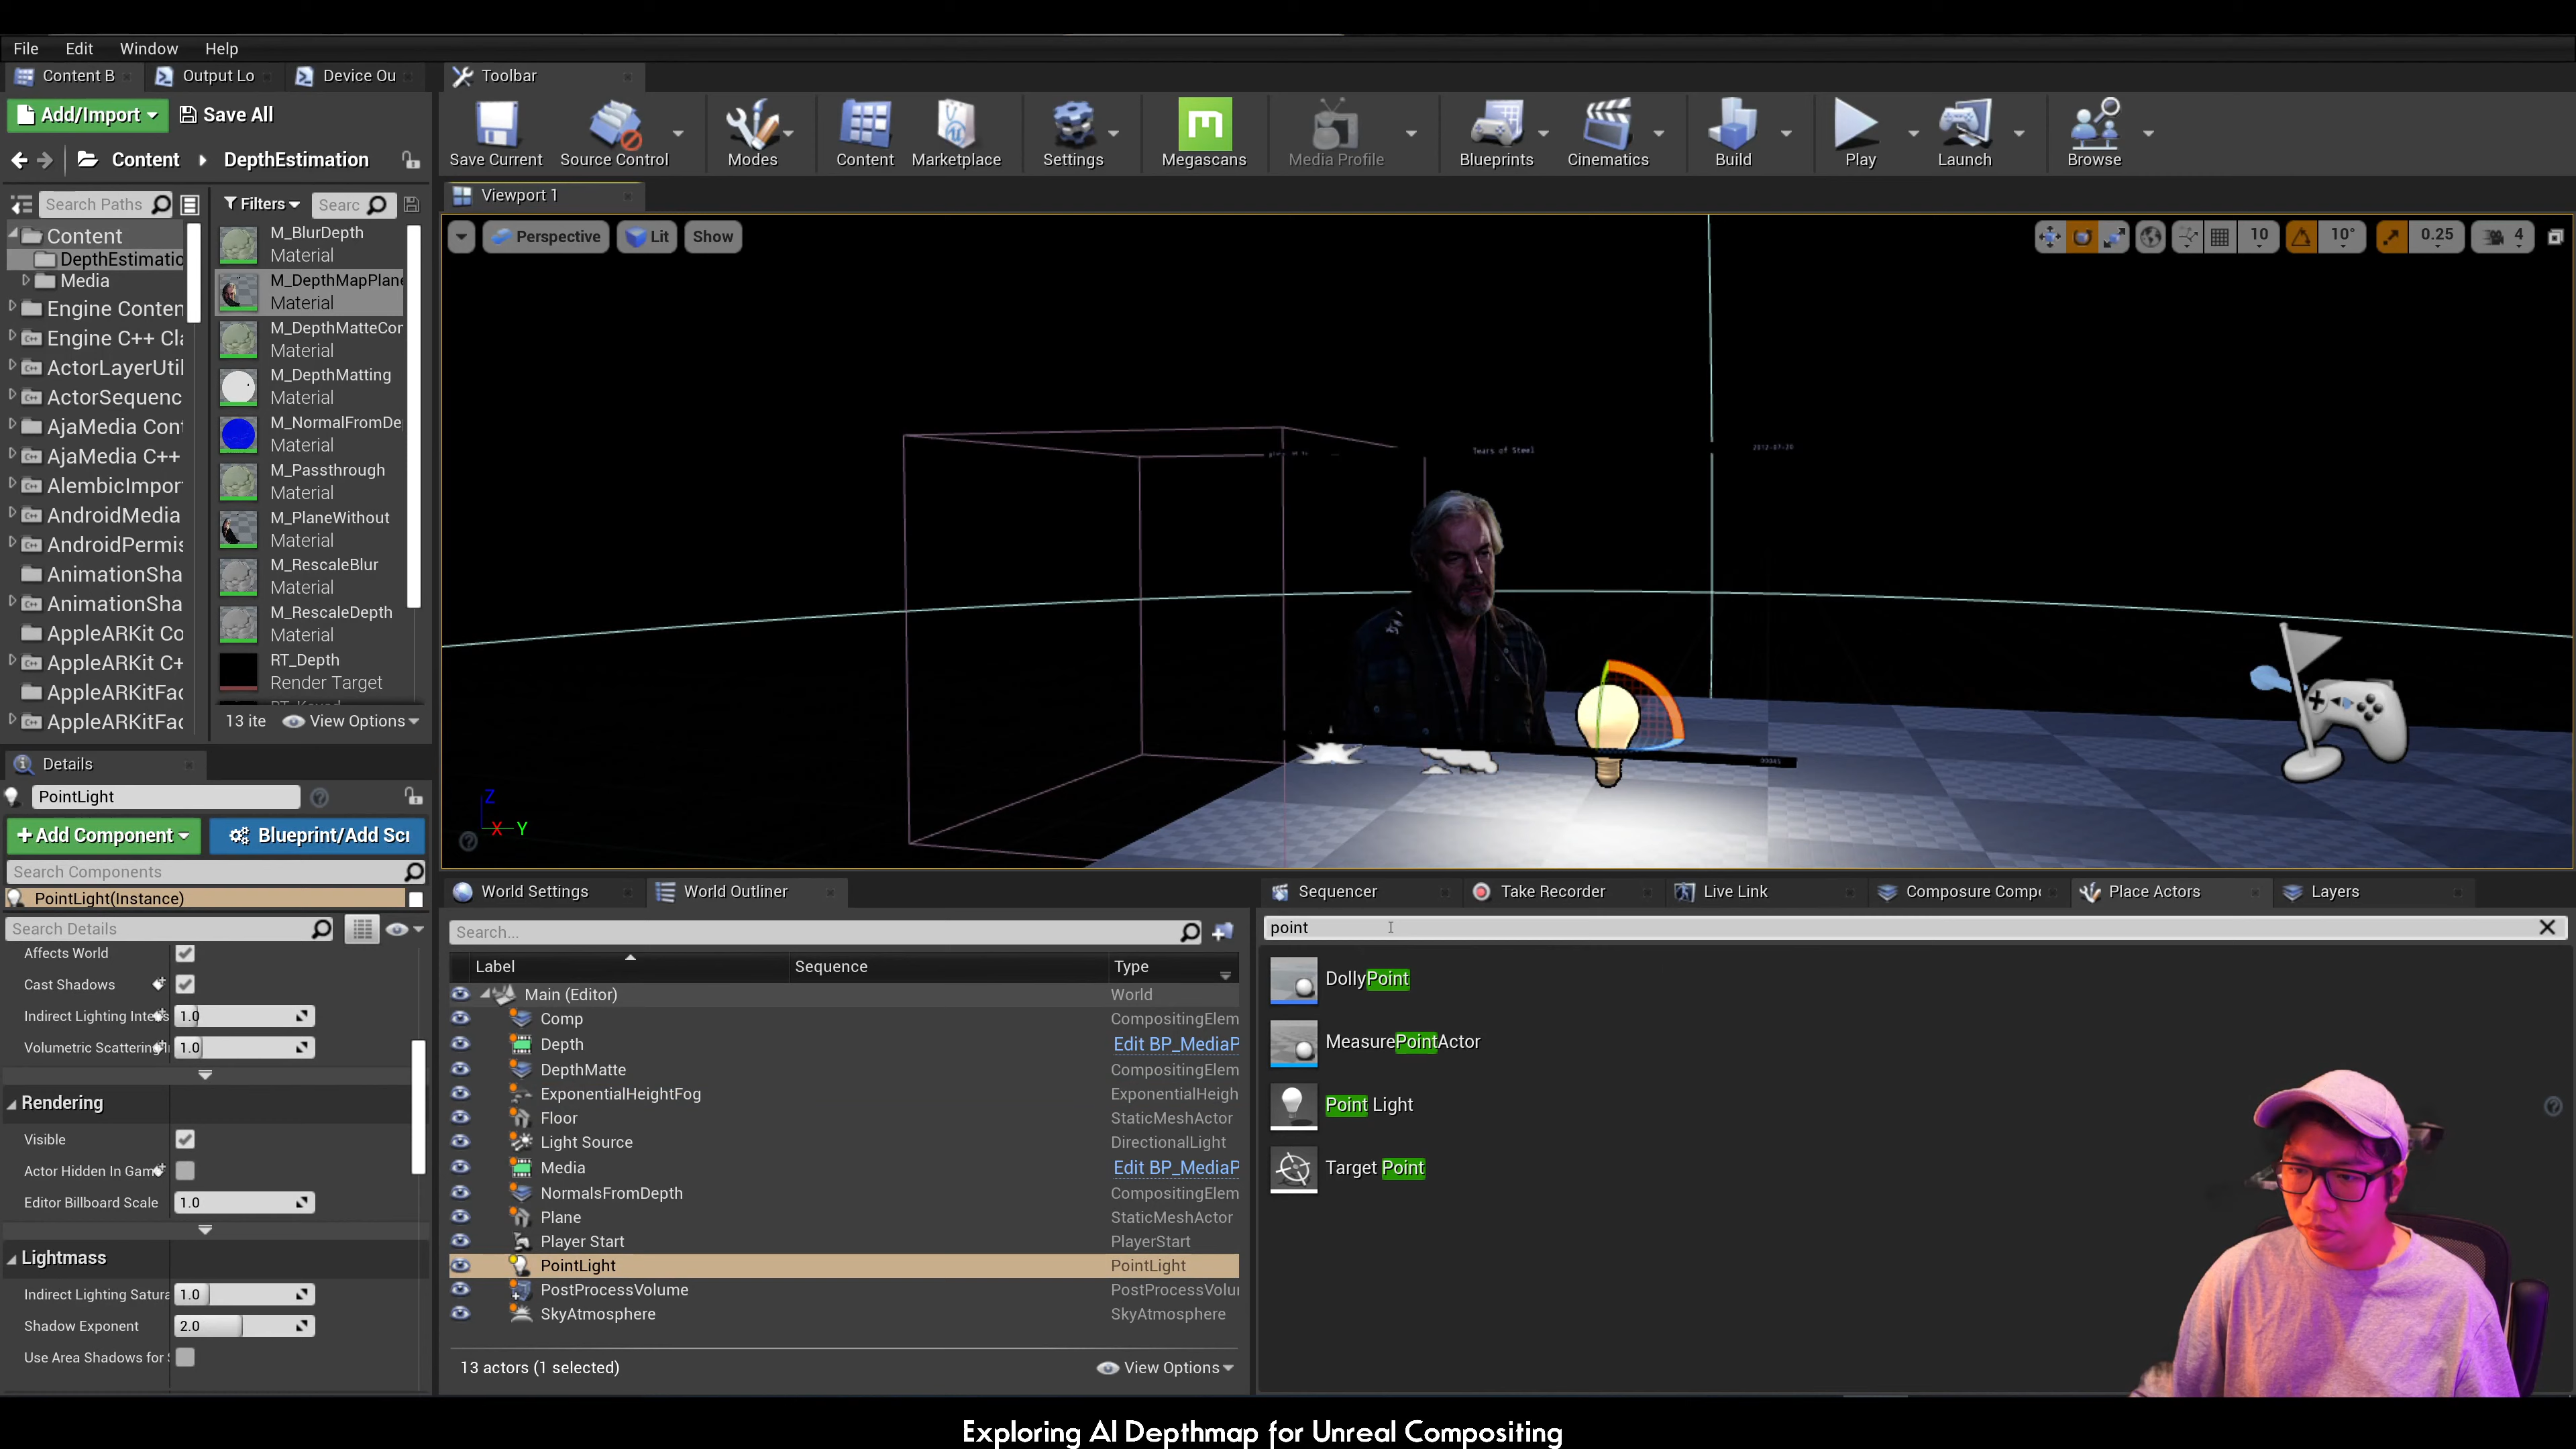 File Edit Window Help
Content B Output Lo Device Ou Toolbar
Add/Import Save All
Save Current Source Control Modes Content Marketplace Settings Megascans Media Profile Blueprints Cinematics Build Play Launch Browse
Content DepthEstimation
Viewport 1
Search Paths Filters Searc
Perspective Lit Show 10 10° 0.25 4
Content
DepthEstimatio
Media
Engine Conten
Engine C++ Cla
ActorLayerUtil
ActorSequenc
AjaMedia Cont
AjaMedia C++
AlembicImpor
AndroidMedia
AndroidPermis
AnimationSha
AnimationSha
AppleARKit Co
AppleARKit C+
AppleARKitFac
AppleARKitFac
M_BlurDepth
Material
M_DepthMapPlane
Material
M_DepthMatteCor
Material
M_DepthMatting
Material
M_NormalFromDe
Material
M_Passthrough
Material
M_PlaneWithout
Material
M_RescaleBlur
Material
M_RescaleDepth
Material
RT_Depth
Render Target
13 ite View Options
Tears of Steel
2012-07-20
Z
X Y
Details
PointLight
+Add Component Blueprint/Add Scr
Search Components
PointLight(Instance)
Search Details
Affects World
Cast Shadows
Indirect Lighting Intens 1.0
Volumetric Scattering I 1.0
Rendering
Visible
Actor Hidden In Game
Editor Billboard Scale 1.0
Lightmass
Indirect Lighting Satura 1.0
Shadow Exponent 2.0
Use Area Shadows for S
World Settings World Outliner
Search...
Label Sequence Type
Main (Editor) World
Comp CompositingElem
Depth Edit BP_MediaP
DepthMatte CompositingElem
ExponentialHeightFog ExponentialHeigh
Floor StaticMeshActor
Light Source DirectionalLight
Media Edit BP_MediaP
NormalsFromDepth CompositingElem
Plane StaticMeshActor
Player Start PlayerStart
PointLight PointLight
PostProcessVolume PostProcessVolu
SkyAtmosphere SkyAtmosphere
13 actors (1 selected) View Options
Sequencer Take Recorder Live Link Composure Compo Place Actors Layers
point
DollyPoint
MeasurePointActor
Point Light
Target Point
Exploring AI Depthmap for Unreal Compositing